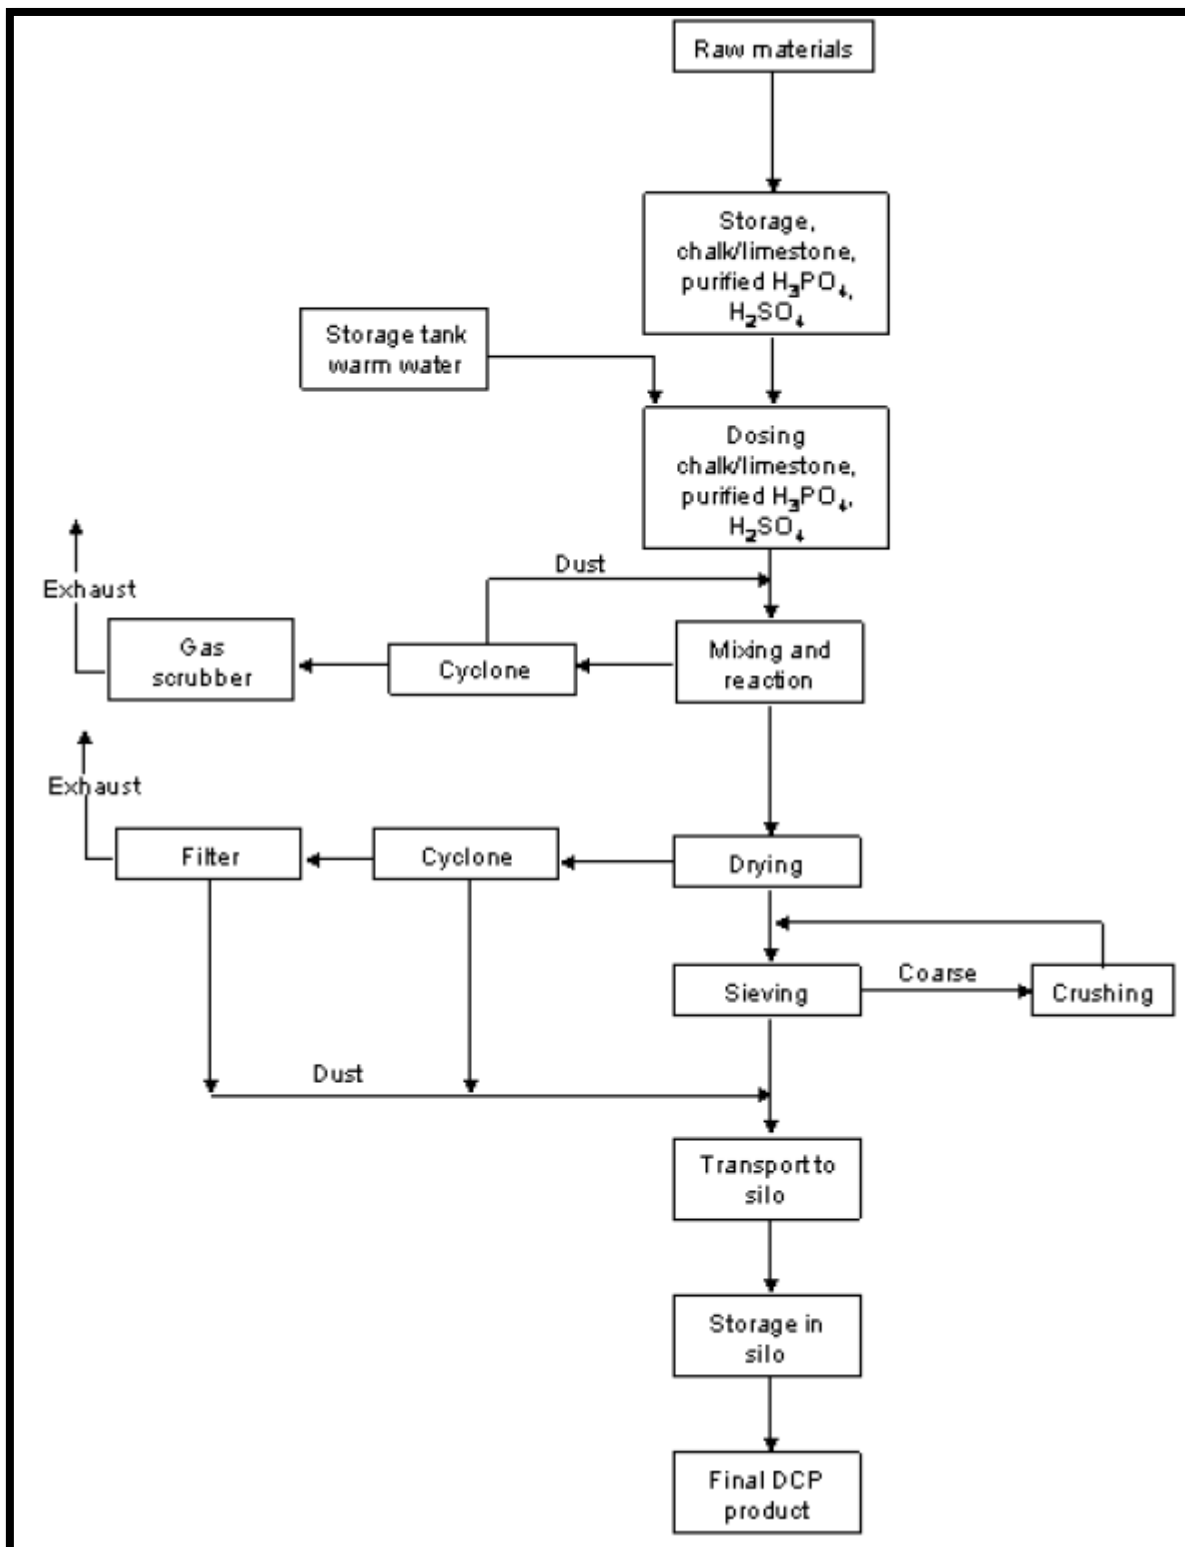 Raw materials
Storage,
chalk/limestone,
purified H₃PO₄,
H₂SO₄
Storage tank
warm water
Dosing
chalk/limestone,
purified H₃PO₄,
H₂SO₄
Dust
Exhaust
Gas
scrubber
Cyclone
Mixing and
reaction
Exhaust
Filter
Cyclone
Drying
Sieving
Coarse
Crushing
Dust
Transport to
silo
Storage in
silo
Final DCP
product